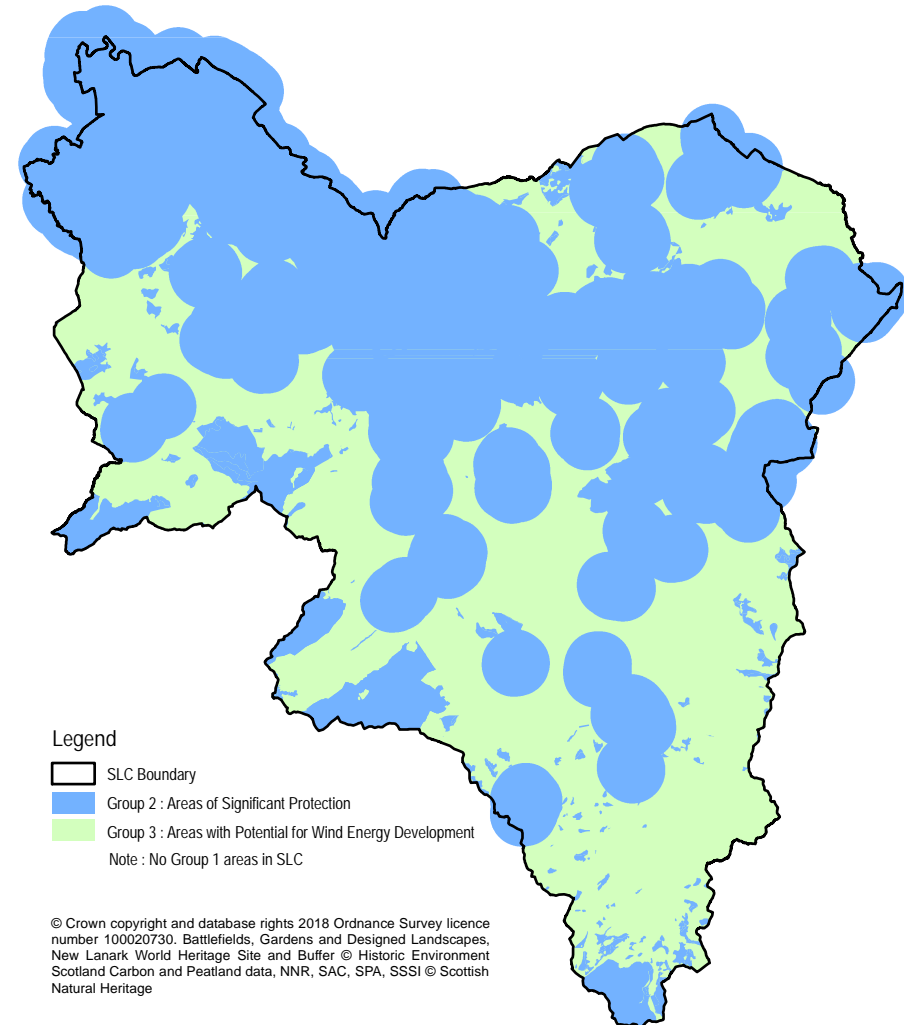 Legend
SLC Boundary
Group 2 : Areas of Significant Protection
Group 3 : Areas with Potential for Wind Energy Development
Note : No Group 1 areas in SLC
© Crown copyright and database rights 2018 Ordnance Survey licence
number 100020730. Battlefields, Gardens and Designed Landscapes,
New Lanark World Heritage Site and Buffer © Historic Environment
Scotland Carbon and Peatland data, NNR, SAC, SPA, SSSI © Scottish
Natural Heritage